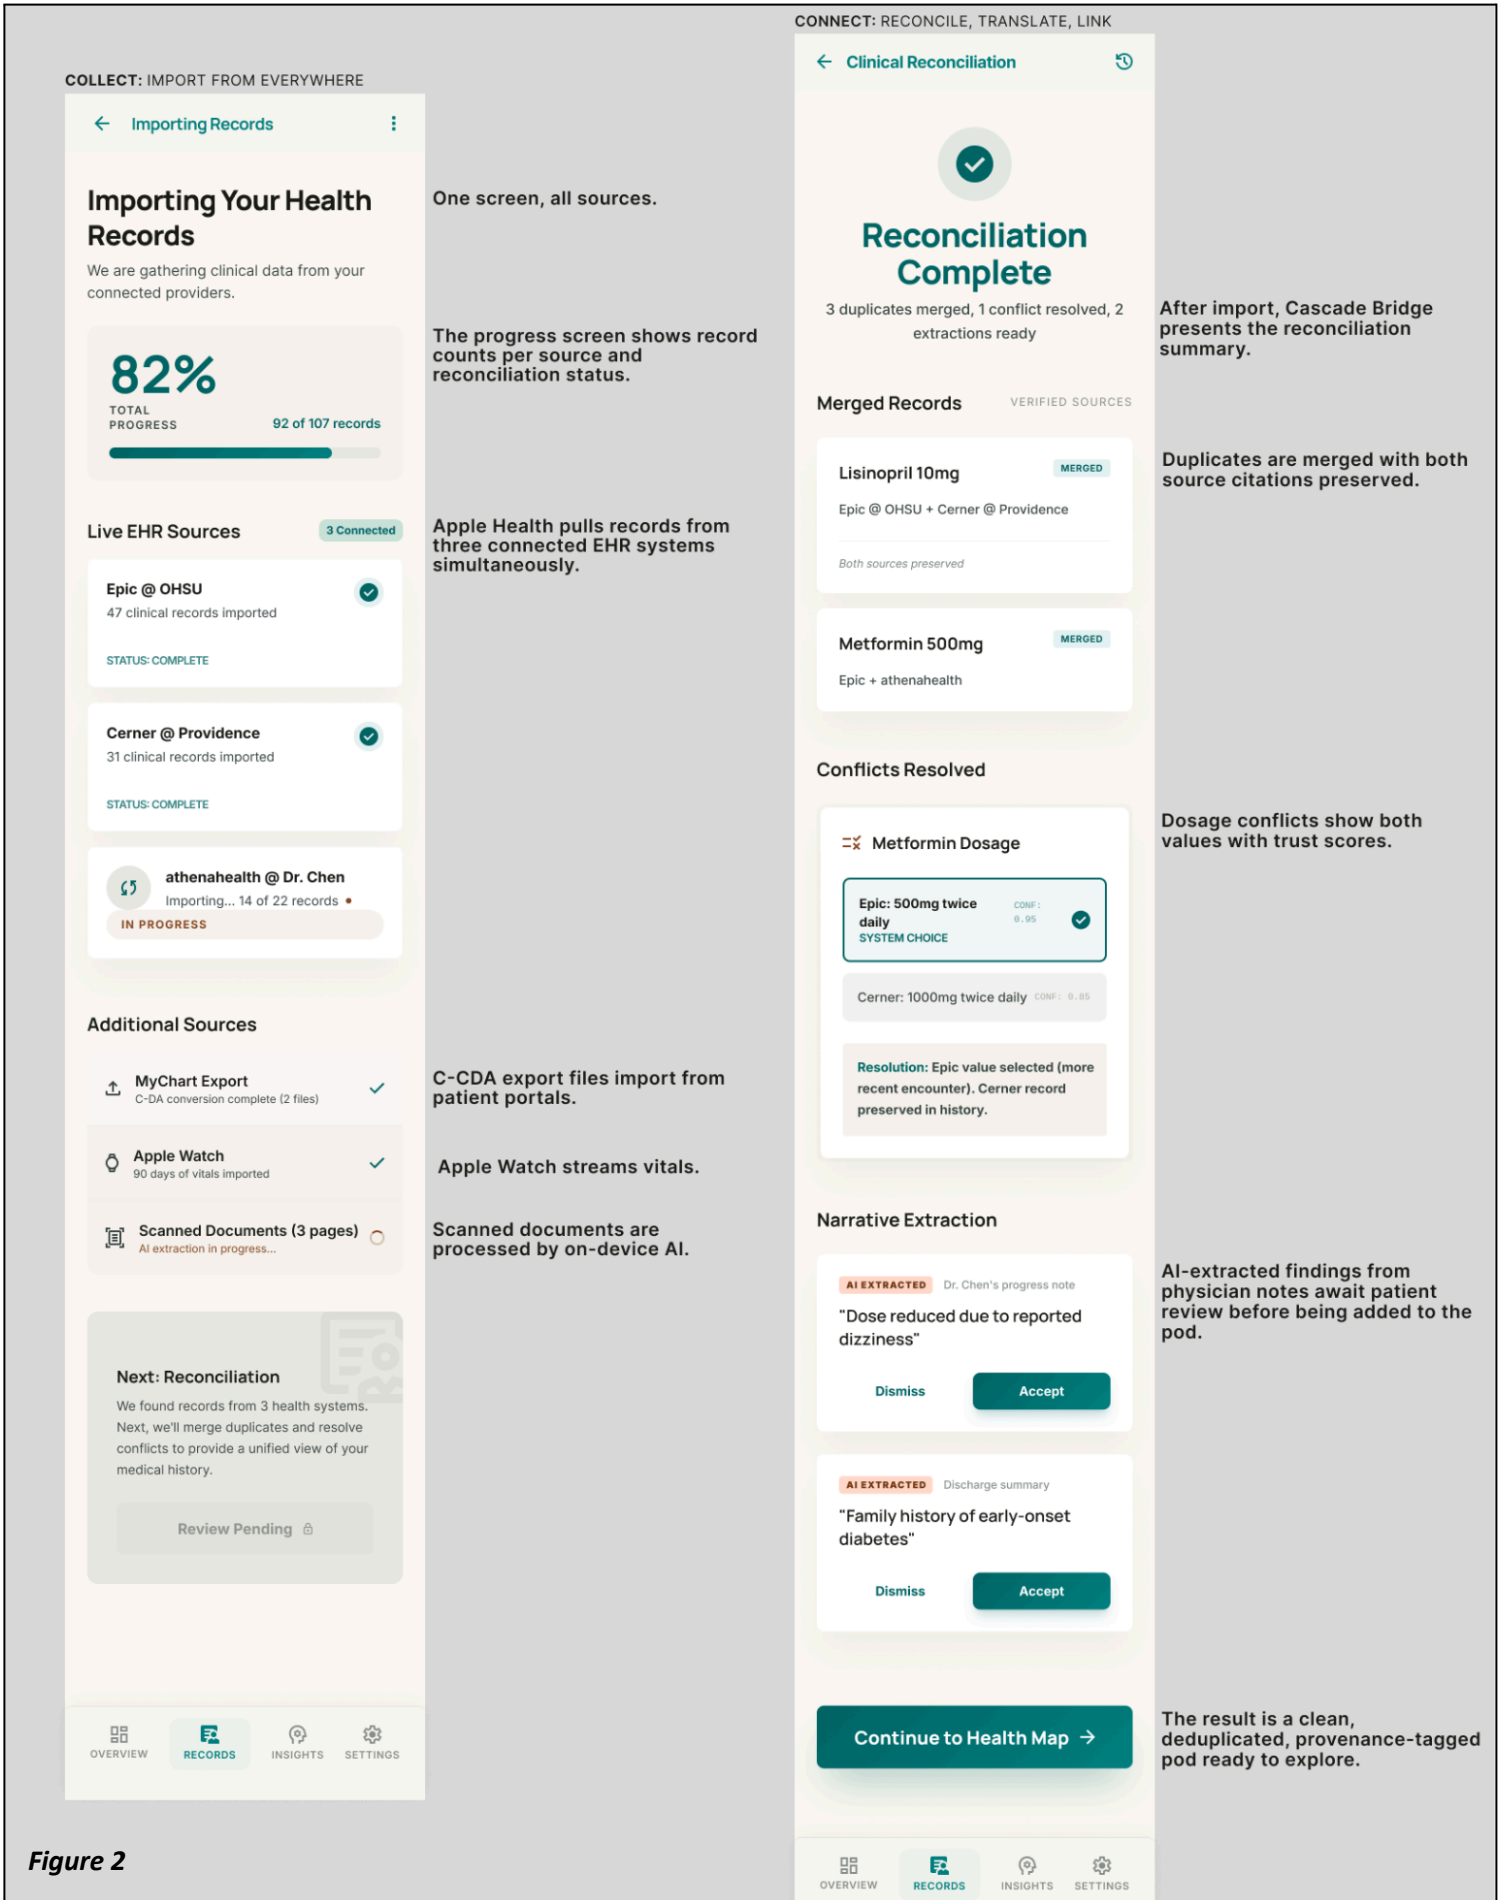 COLLECT: IMPORT FROM EVERYWHERE
Importing Records
Importing Your Health
Records
We are gathering clinical data from your
connected providers.
82%
TOTAL
PROGRESS
92 of 107 records
Live EHR Sources
3 Connected
Epic @ OHSU
47 clinical records imported
STATUS: COMPLETE
Cerner @ Providence
31 clinical records imported
STATUS: COMPLETE
athenahealth @ Dr. Chen
Importing... 14 of 22 records
IN PROGRESS
Additional Sources
MyChart Export
C-DA conversion complete (2 files)
Apple Watch
90 days of vitals imported
Scanned Documents (3 pages)
AI extraction in progress...
Next: Reconciliation
We found records from 3 health systems.
Next, we'll merge duplicates and resolve
conflicts to provide a unified view of your
medical history.
Review Pending
OVERVIEW
RECORDS
INSIGHTS
SETTINGS
One screen, all sources.
The progress screen shows record
counts per source and
reconciliation status.
Apple Health pulls records from
three connected EHR systems
simultaneously.
C-CDA export files import from
patient portals.
Apple Watch streams vitals.
Scanned documents are
processed by on-device AI.
CONNECT: RECONCILE, TRANSLATE, LINK
Clinical Reconciliation
Reconciliation
Complete
3 duplicates merged, 1 conflict resolved, 2
extractions ready
Merged Records
VERIFIED SOURCES
Lisinopril 10mg
MERGED
Epic @ OHSU + Cerner @ Providence
Both sources preserved
Metformin 500mg
MERGED
Epic + athenahealth
Conflicts Resolved
Metformin Dosage
Epic: 500mg twice
daily
SYSTEM CHOICE
CONF:
0.95
Cerner: 1000mg twice daily
CONF: 0.85
Resolution: Epic value selected (more
recent encounter). Cerner record
preserved in history.
Narrative Extraction
AI EXTRACTED
Dr. Chen's progress note
"Dose reduced due to reported
dizziness"
Dismiss
Accept
AI EXTRACTED
Discharge summary
"Family history of early-onset
diabetes"
Dismiss
Accept
Continue to Health Map
OVERVIEW
RECORDS
INSIGHTS
SETTINGS
After import, Cascade Bridge
presents the reconciliation
summary.
Duplicates are merged with both
source citations preserved.
Dosage conflicts show both
values with trust scores.
AI-extracted findings from
physician notes await patient
review before being added to the
pod.
The result is a clean,
deduplicated, provenance-tagged
pod ready to explore.
Figure 2